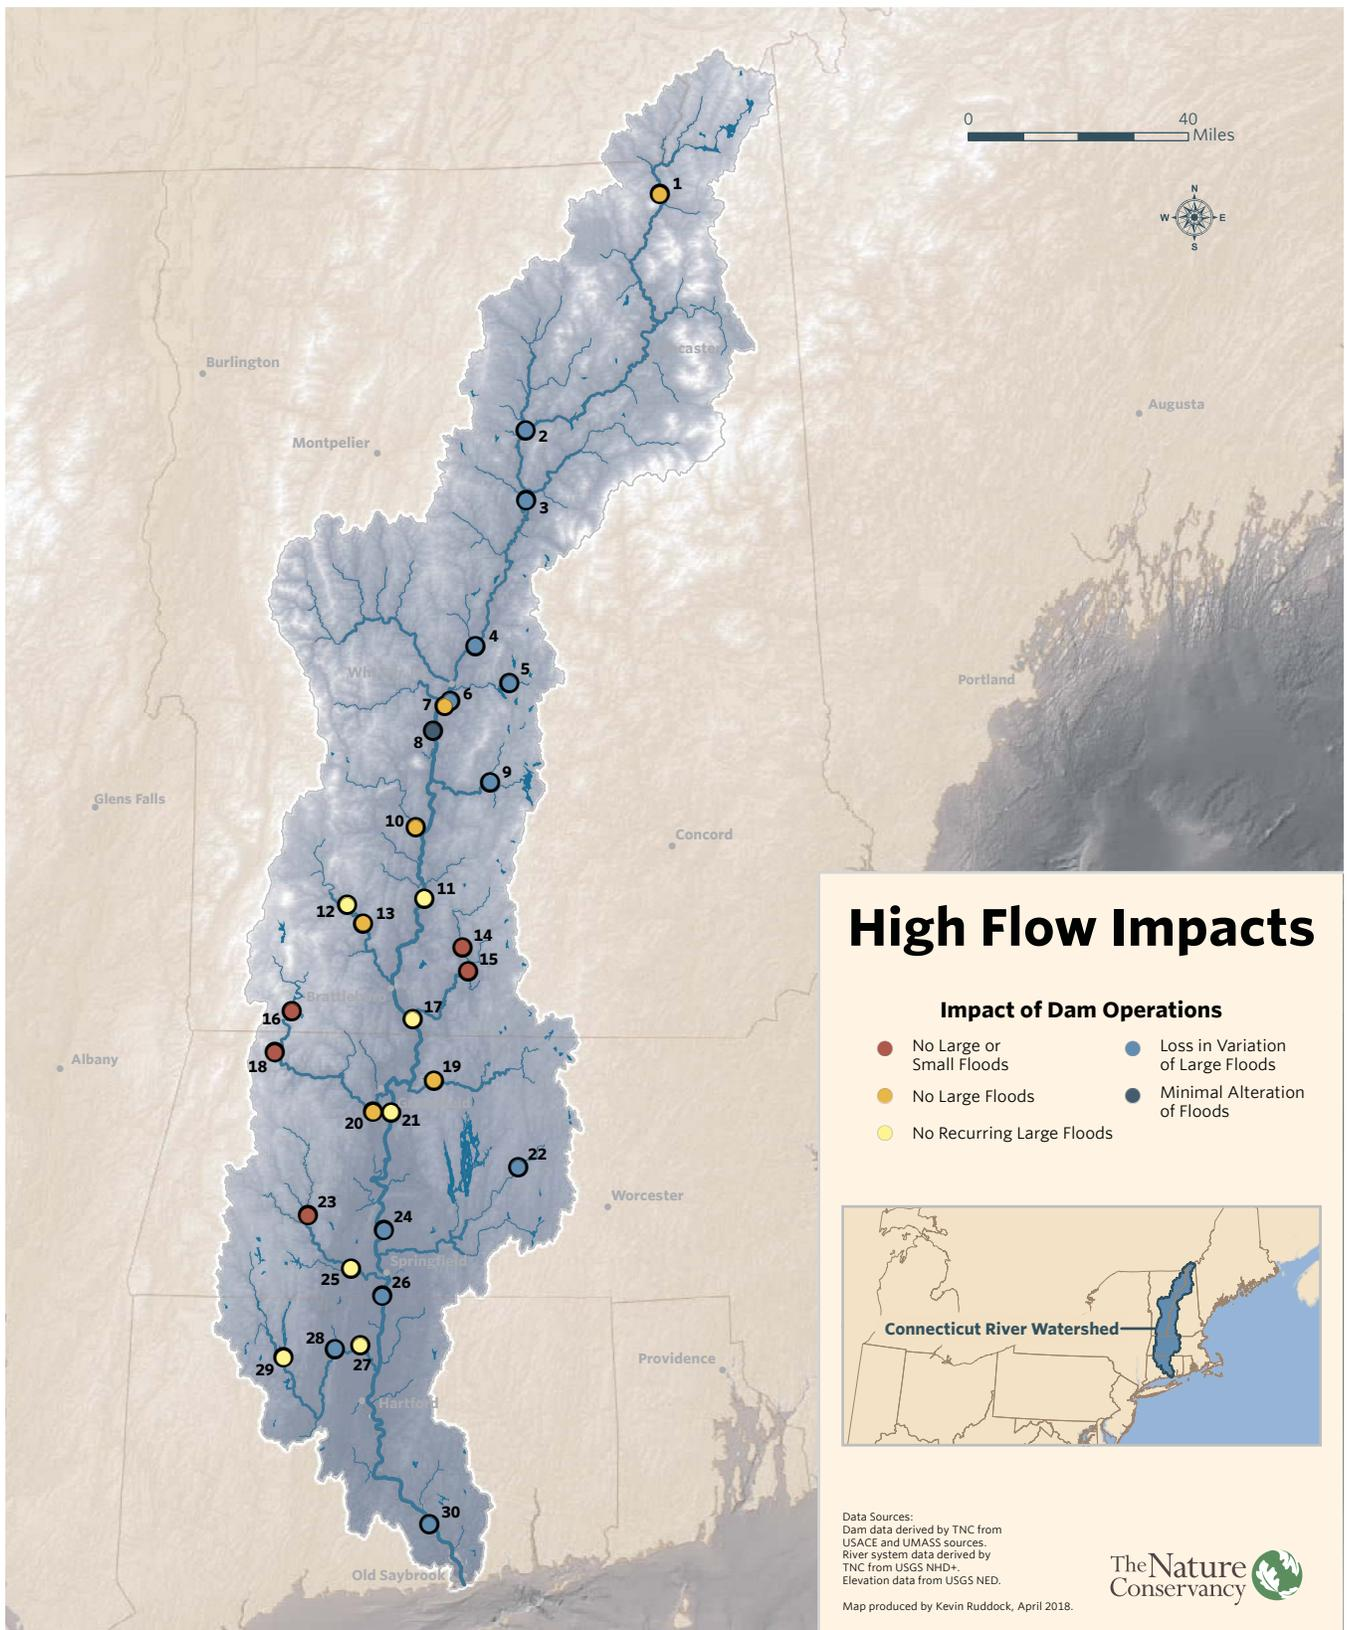 0 40
Miles
N
W E
S
1
Burlington
Augusta
Montpelier
2
3
4
5
6
7
8
Portland
9
Glens Falls
10
Concord
11
12
13
14
15
Brattleboro
16
17
18
Albany
19
20
21
22
23
Worcester
24
Springfield
25
26
27
28
29
Providence
Hartford
30
Old Saybrook
High Flow Impacts
Impact of Dam Operations
No Large or
Small Floods
No Large Floods
No Recurring Large Floods
Loss in Variation
of Large Floods
Minimal Alteration
of Floods
Connecticut River Watershed
Data Sources:
Dam data derived by TNC from
USACE and UMASS sources.
River system data derived by
TNC from USGS NHD+.
Elevation data from USGS NED.
Map produced by Kevin Ruddock, April 2018.
The Nature
Conservancy